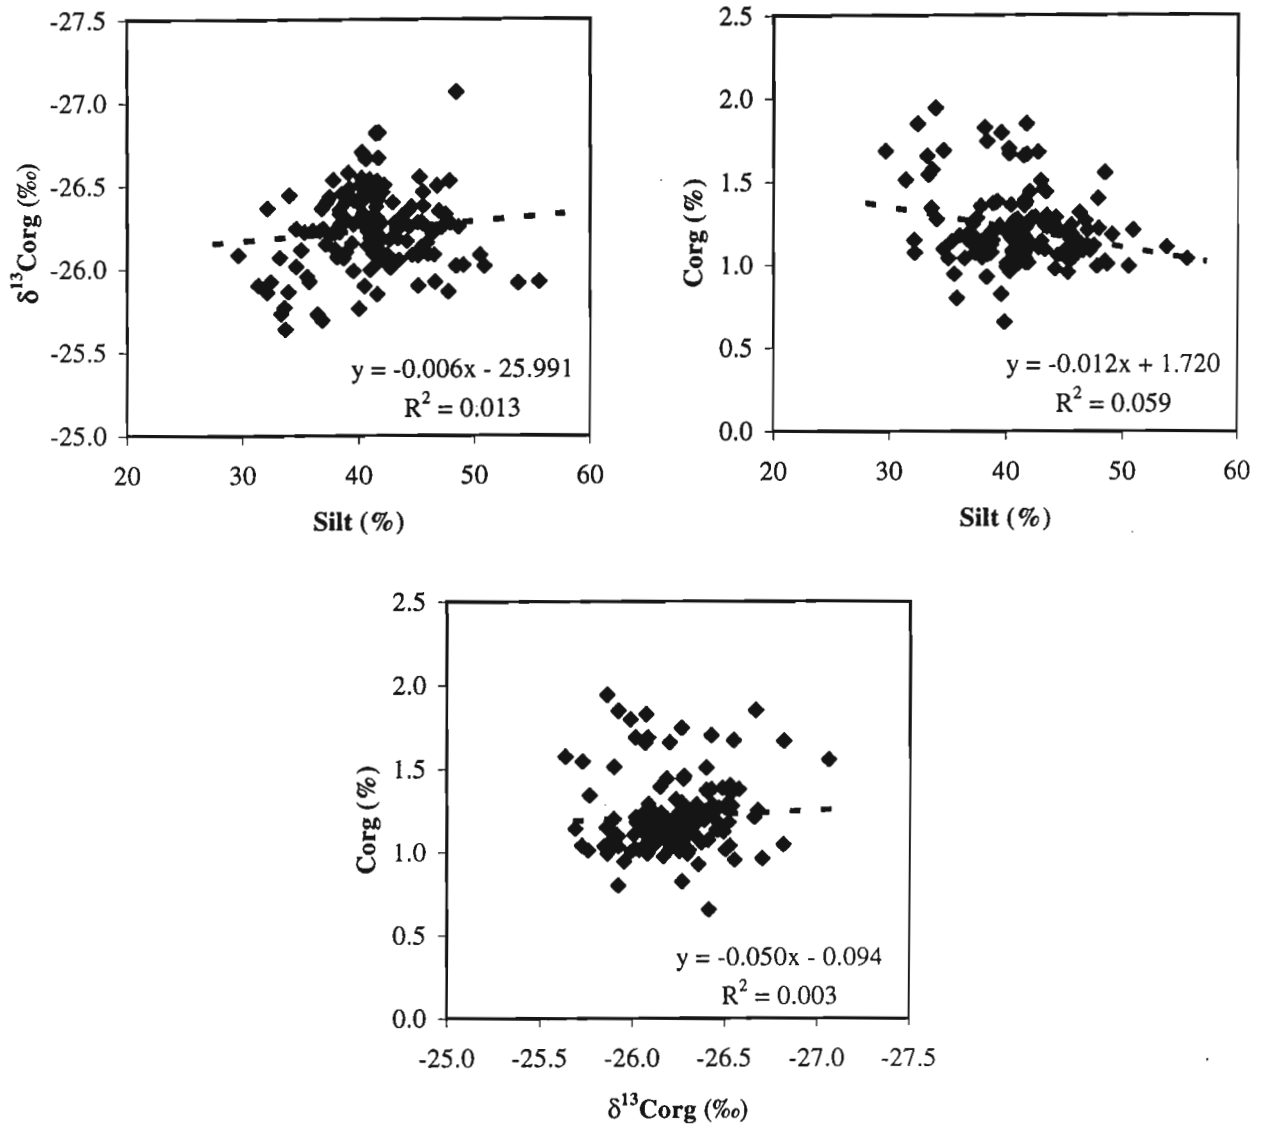 -27.5
-27.0
-26.5
-26.0
-25.5
-25.0
δ¹³Corg (‰)
y = -0.006x - 25.991
R² = 0.013
20 30 40 50 60
Silt (%)
2.5
2.0
1.5
1.0
0.5
0.0
Corg (%)
y = -0.012x + 1.720
R² = 0.059
20 30 40 50 60
Silt (%)
2.5
2.0
1.5
1.0
0.5
0.0
Corg (%)
y = -0.050x - 0.094
R² = 0.003
-25.0 -25.5 -26.0 -26.5 -27.0 -27.5
δ¹³Corg (‰)